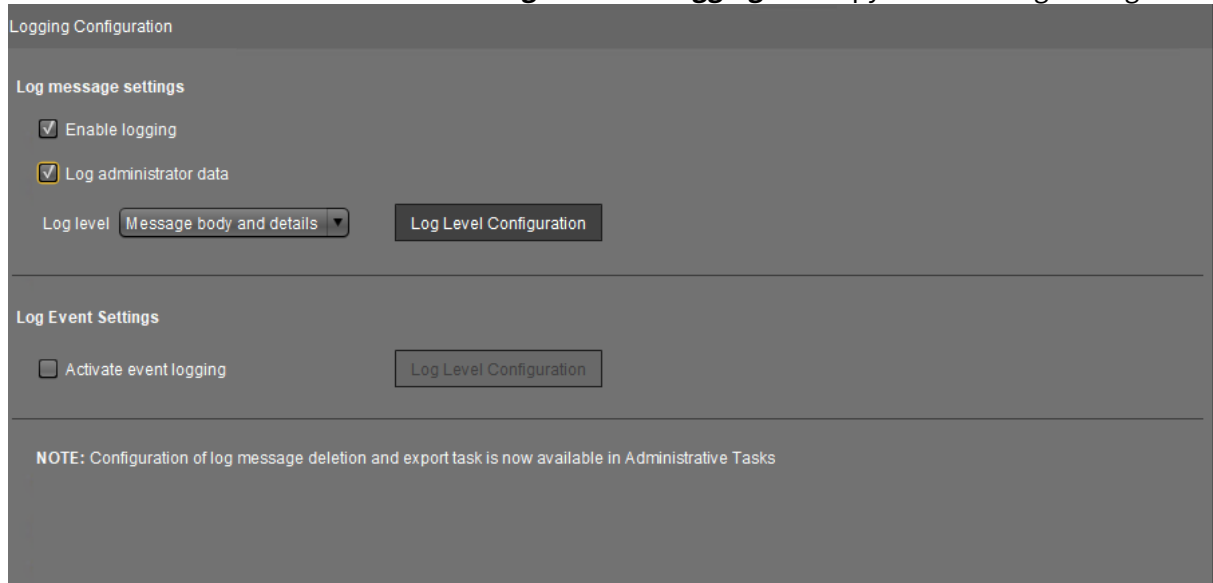 Logging Configuration
Log message settings
Enable logging
Log administrator data
Log level Message body and details Log Level Configuration
Log Event Settings
Activate event logging Log Level Configuration
NOTE: Configuration of log message deletion and export task is now available in Administrative Tasks